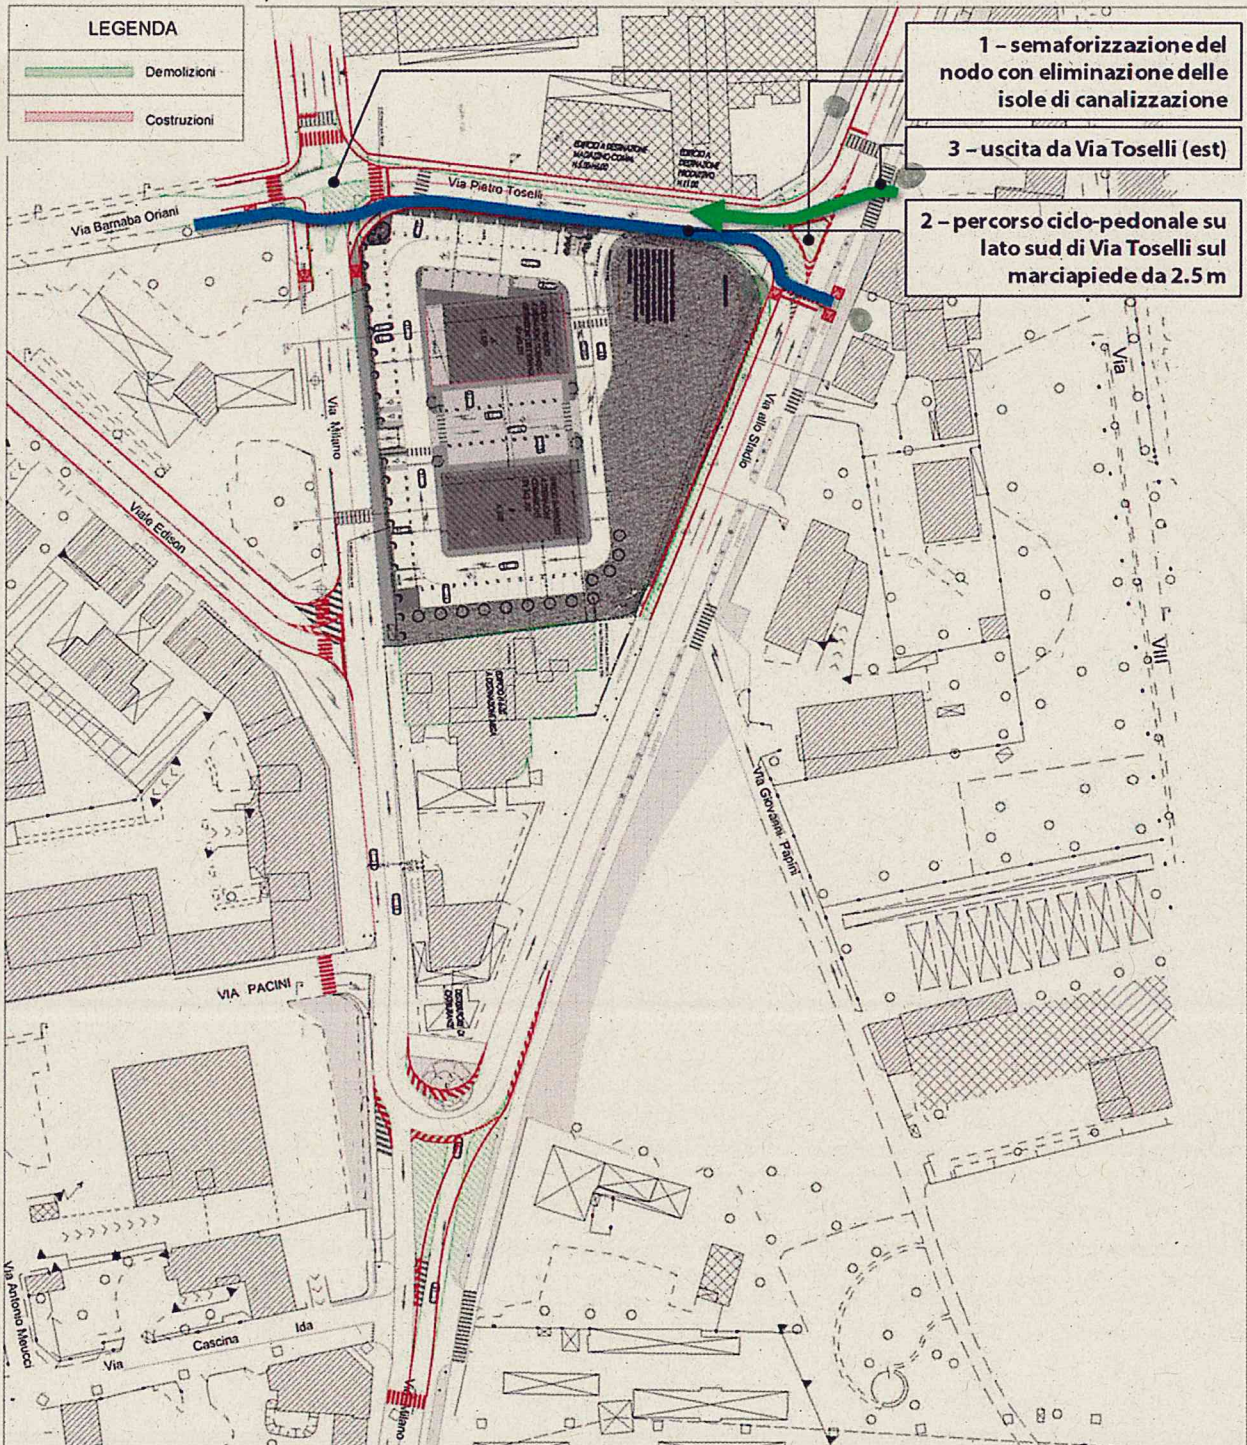 LEGENDA
Demolizioni
Costruzioni
1 – semaforizzazione del
nodo con eliminazione delle
isole di canalizzazione
3 – uscita da Via Toselli (est)
2 – percorso ciclo-pedonale su
lato sud di Via Toselli sul
marciapiede da 2.5 m
Via Pietro Toselli
Via Barnaba Oriani
Via Milano
Via allo Stadio
Viale Edison
Via
VIII
Via Giovanni Papini
VIA PACINI
Via Antonio Meucci
Via Cascina Ida
Via Milano